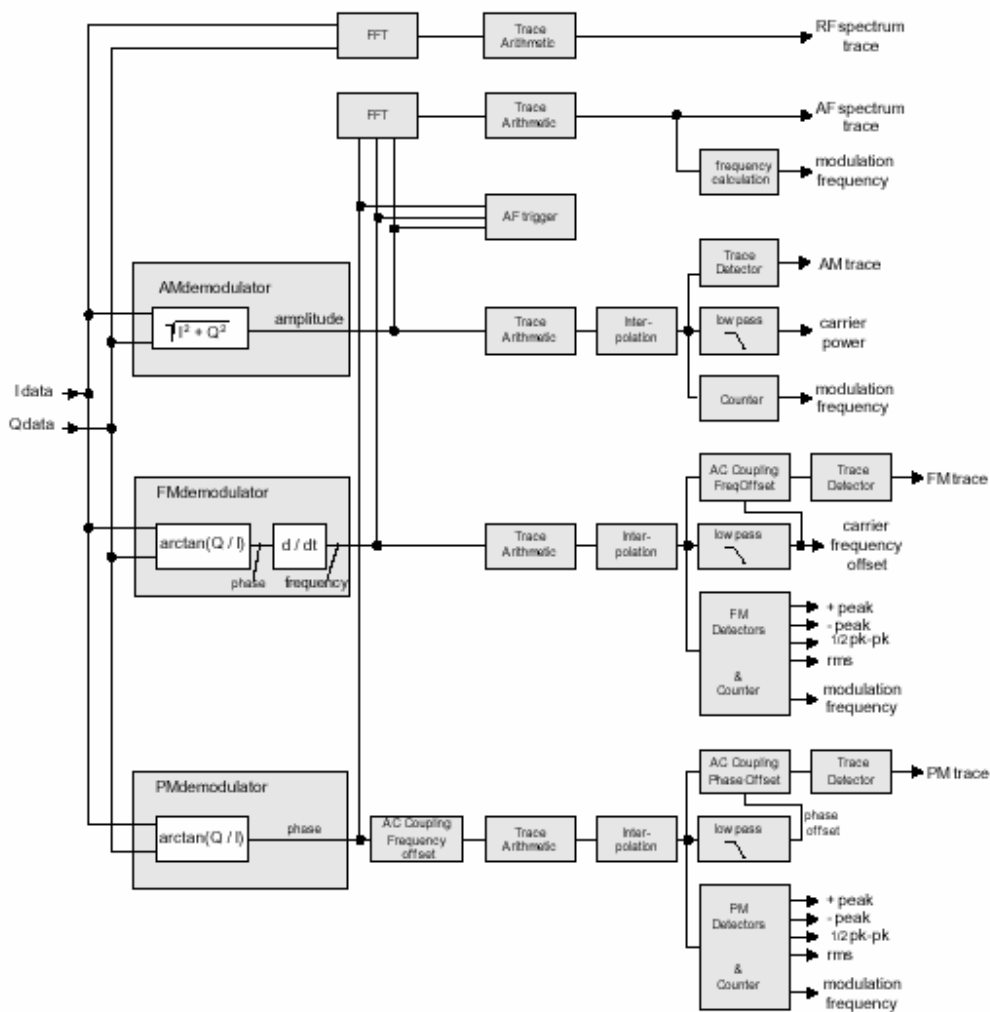 FFT
Trace
Arithmetic
RF spectrum
trace
FFT
Trace
Arithmetic
AF spectrum
trace
frequency
calculation
modulation
frequency
AF trigger
AMdemodulator
√I² + Q²
amplitude
Trace
Arithmetic
Inter-
polation
Trace
Detector
AM trace
low pass
carrier
power
Counter
modulation
frequency
I data
Q data
FMdemodulator
arctan(Q / I)
phase
d / dt
frequency
Trace
Arithmetic
Inter-
polation
AC Coupling
FreqOffset
Trace
Detector
FM trace
low pass
carrier
frequency
offset
FM
Detectors
&
Counter
+ peak
- peak
1/2 pk-pk
rms
modulation
frequency
PMdemodulator
arctan(Q / I)
phase
AC Coupling
Frequency
offset
Trace
Arithmetic
Inter-
polation
AC Coupling
Phase Offset
Trace
Detector
PM trace
low pass
phase
offset
PM
Detectors
&
Counter
+ peak
- peak
1/2 pk-pk
rms
modulation
frequency